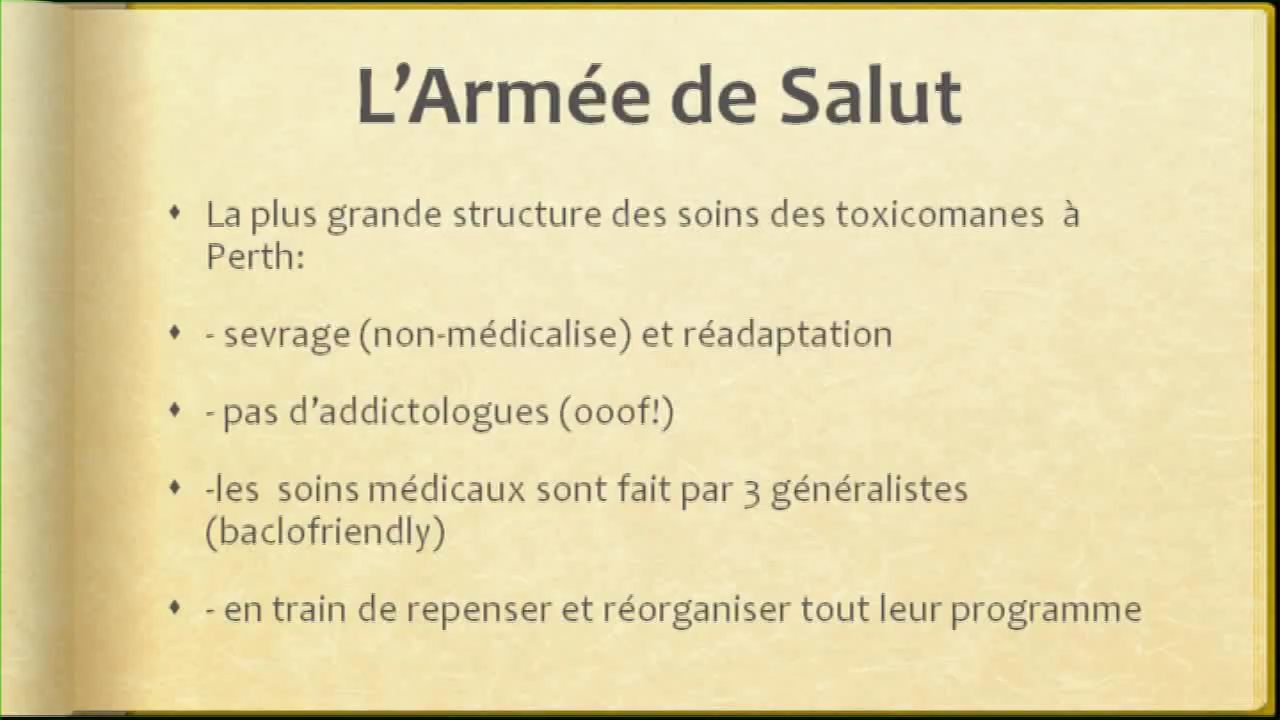 L’Armée de Salut
La plus grande structure des soins des toxicomanes à
Perth:
- sevrage (non-médicalise) et réadaptation
- pas d’addictologues (ooof!)
-les soins médicaux sont fait par 3 généralistes
(baclofriendly)
- en train de repenser et réorganiser tout leur programme